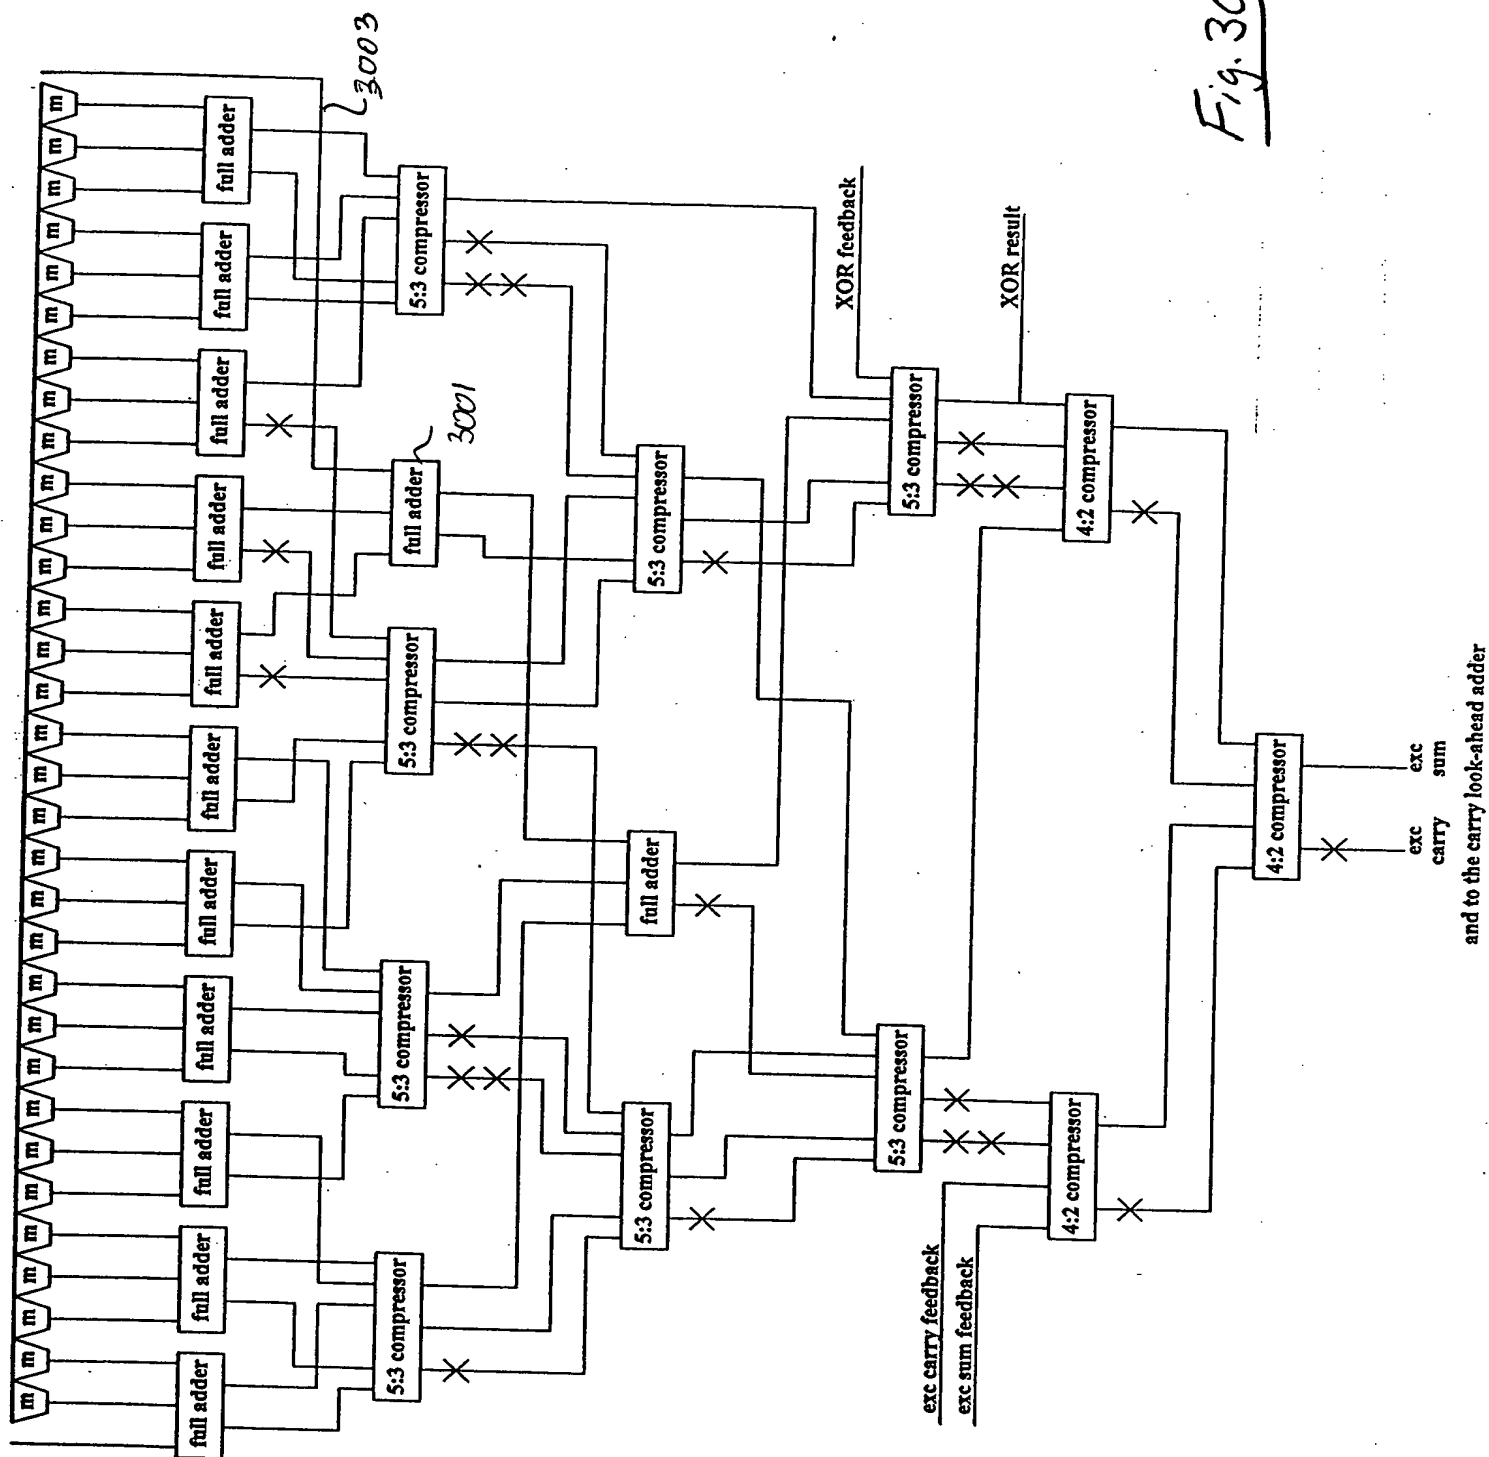 m m m m m m m m m m m m m m m m m m m m m m m m m m m m m m m m
full adder full adder full adder full adder full adder full adder full adder full adder full adder full adder full adder
3003
5:3 compressor 5:3 compressor 5:3 compressor full adder 5:3 compressor
3001
5:3 compressor full adder 5:3 compressor
XOR feedback
5:3 compressor 5:3 compressor
exc carry feedback
exc sum feedback
XOR result
4:2 compressor 4:2 compressor
4:2 compressor
exc carry
exc sum
and to the carry look-ahead adder
Fig. 30